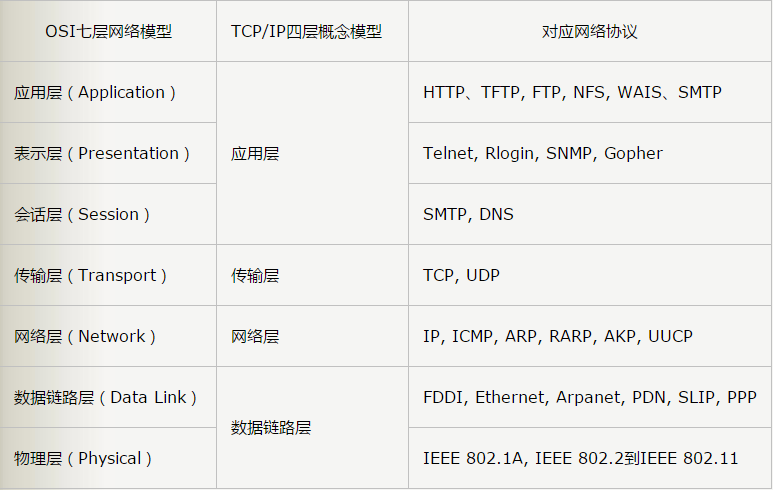 OSI七层网络模型 TCP/IP四层概念模型 对应网络协议
应用层（Application） HTTP、TFTP, FTP, NFS, WAIS、SMTP
表示层（Presentation） 应用层 Telnet, Rlogin, SNMP, Gopher
会话层（Session） SMTP, DNS
传输层（Transport） 传输层 TCP, UDP
网络层（Network） 网络层 IP, ICMP, ARP, RARP, AKP, UUCP
数据链路层（Data Link） FDDI, Ethernet, Arpanet, PDN, SLIP, PPP
数据链路层
物理层（Physical） IEEE 802.1A, IEEE 802.2到IEEE 802.11